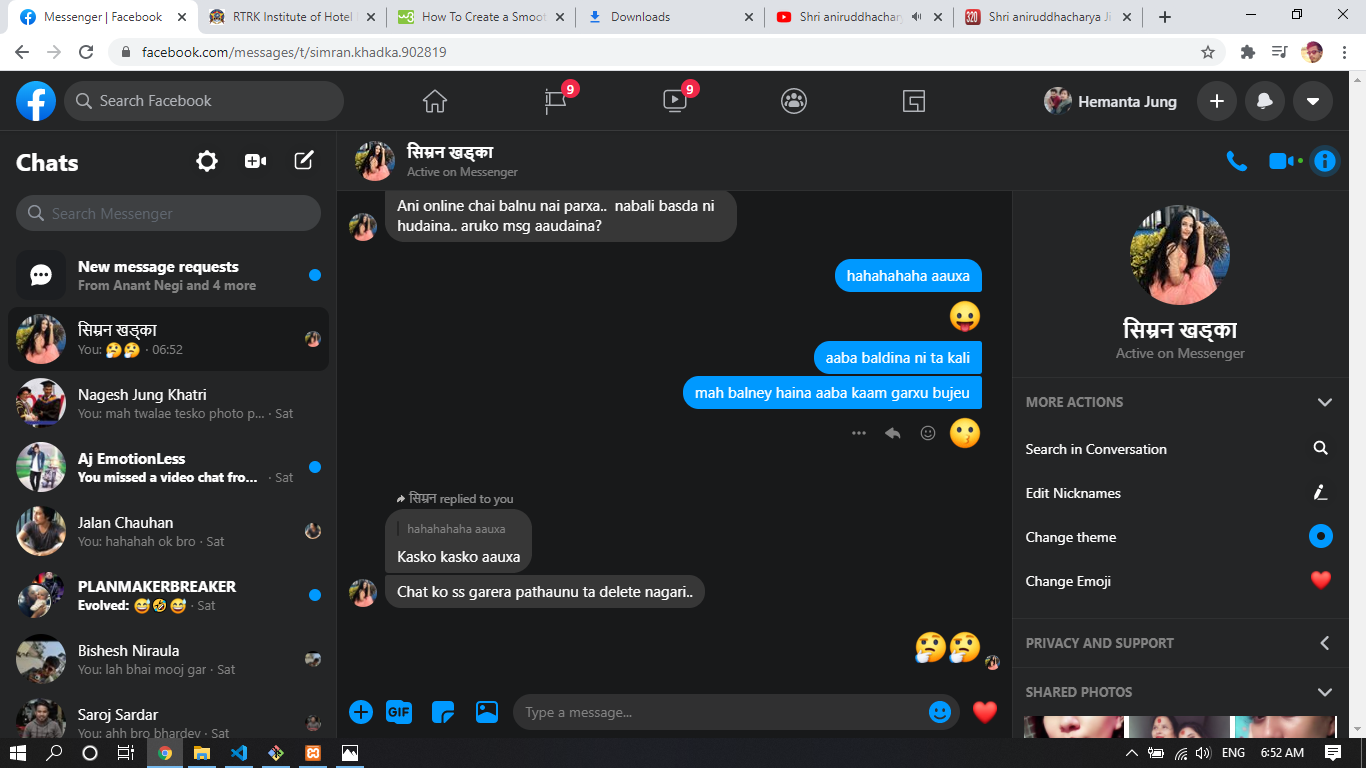 Messenger | Facebook
RTRK Institute of Hotel
How To Create a Smoot
Downloads
Shri aniruddhachary
Shri aniruddhacharya Ji
facebook.com/messages/t/simran.khadka.902819
Search Facebook
9
9
Hemanta Jung
Chats
Search Messenger
New message requests
From Anant Negi and 4 more
सिम्रन खड्का
You: 🤔🤔 · 06:52
Nagesh Jung Khatri
You: mah twalae tesko photo p... · Sat
Aj EmotionLess
You missed a video chat fro... · Sat
Jalan Chauhan
You: hahahah ok bro · Sat
PLANMAKERBREAKER
Evolved: 😅🤣😅 · Sat
Bishesh Niraula
You: lah bhai mooj gar · Sat
Saroj Sardar
You: ahh bro bhardev · Sat
सिम्रन खड्का
Active on Messenger
Ani online chai balnu nai parxa.. nabali basda ni
hudaina.. aruko msg aaudaina?
hahahahaha aauxa
😛
aaba baldina ni ta kali
mah balney haina aaba kaam garxu bujeu
😗
सिम्रन replied to you
hahahahaha aauxa
Kasko kasko aauxa
Chat ko ss garera pathaunu ta delete nagari..
🤔🤔
GIF
Type a message...
सिम्रन खड्का
Active on Messenger
MORE ACTIONS
Search in Conversation
Edit Nicknames
Change theme
Change Emoji
PRIVACY AND SUPPORT
SHARED PHOTOS
ENG
6:52 AM